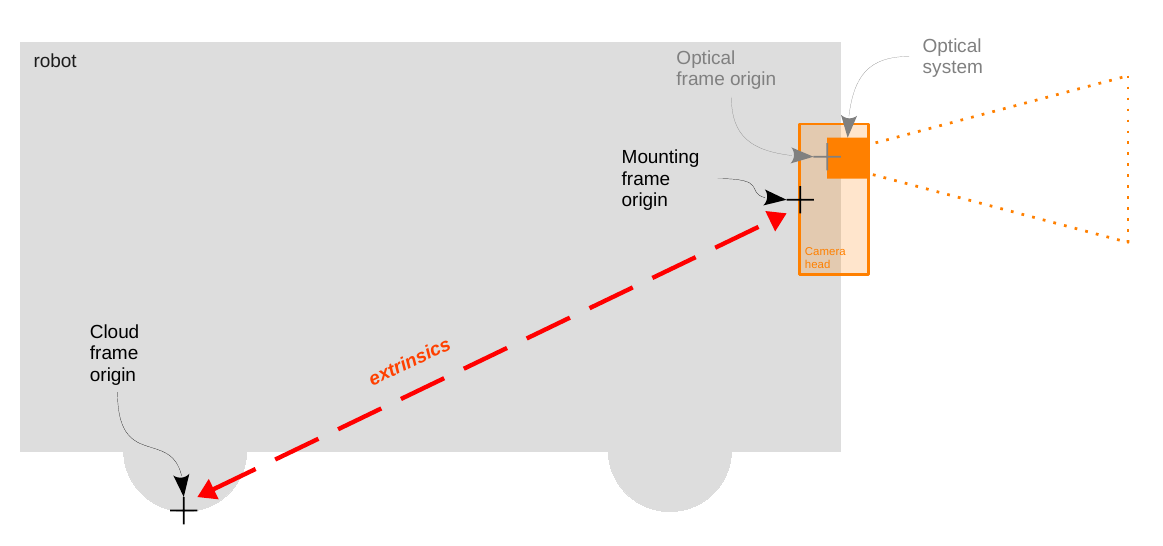 robot
Optical
frame origin
Optical
system
Mounting
frame
origin
Camera
head
Cloud
frame
origin
extrinsics